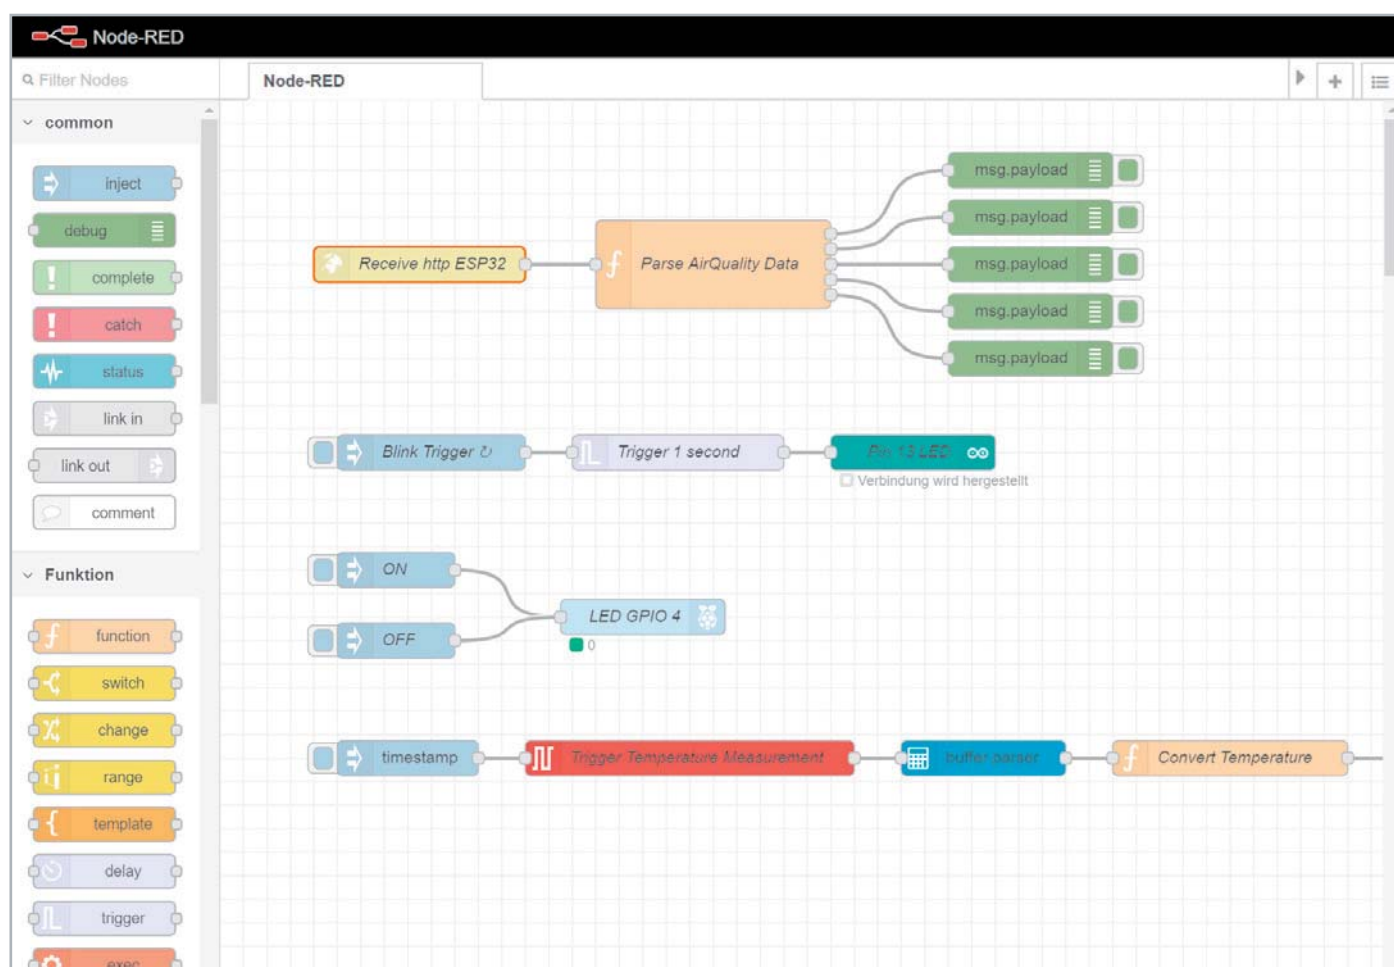 Node-RED
Filter Nodes
Node-RED
common
inject
debug
complete
catch
status
link in
link out
comment
Funktion
function
switch
change
range
template
delay
trigger
exec
Receive http ESP32
Parse AirQuality Data
msg.payload
msg.payload
msg.payload
msg.payload
msg.payload
Blink Trigger ↻
Trigger 1 second
Pin 13 LED
Verbindung wird hergestellt
ON
OFF
LED GPIO 4
0
timestamp
Trigger Temperature Measurement
buffer parser
Convert Temperature